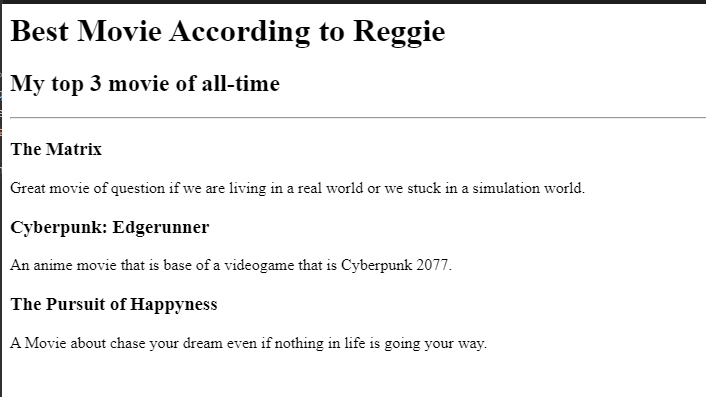 Best Movie According to Reggie
My top 3 movie of all-time
The Matrix
Great movie of question if we are living in a real world or we stuck in a simulation world.
Cyberpunk: Edgerunner
An anime movie that is base of a videogame that is Cyberpunk 2077.
The Pursuit of Happyness
A Movie about chase your dream even if nothing in life is going your way.